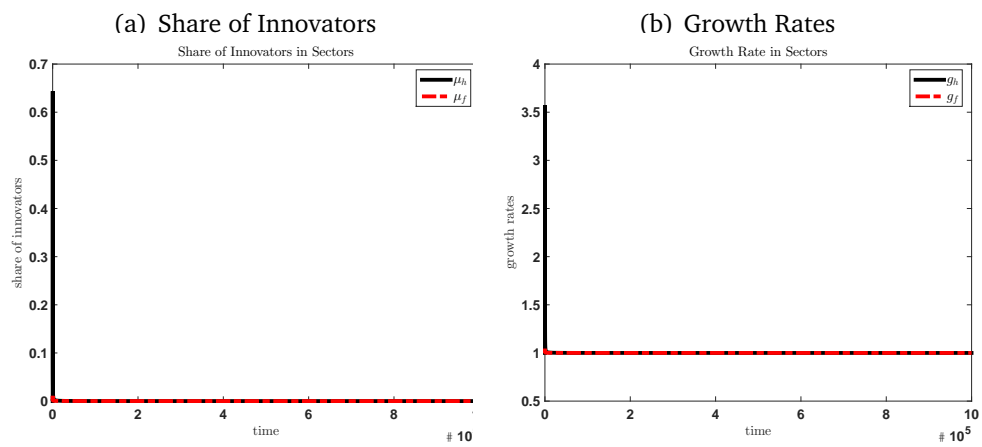 (a) Share of Innovators
(b) Growth Rates
Share of Innovators in Sectors
0.7
0.6
0.5
0.4
0.3
0.2
0.1
0
share of innovators
μh
μf
0 2 4 6 8
time
# 10
Growth Rate in Sectors
4
3.5
3
2.5
2
1.5
1
0.5
growth rates
gh
gf
0 2 4 6 8 10
time
# 10^5